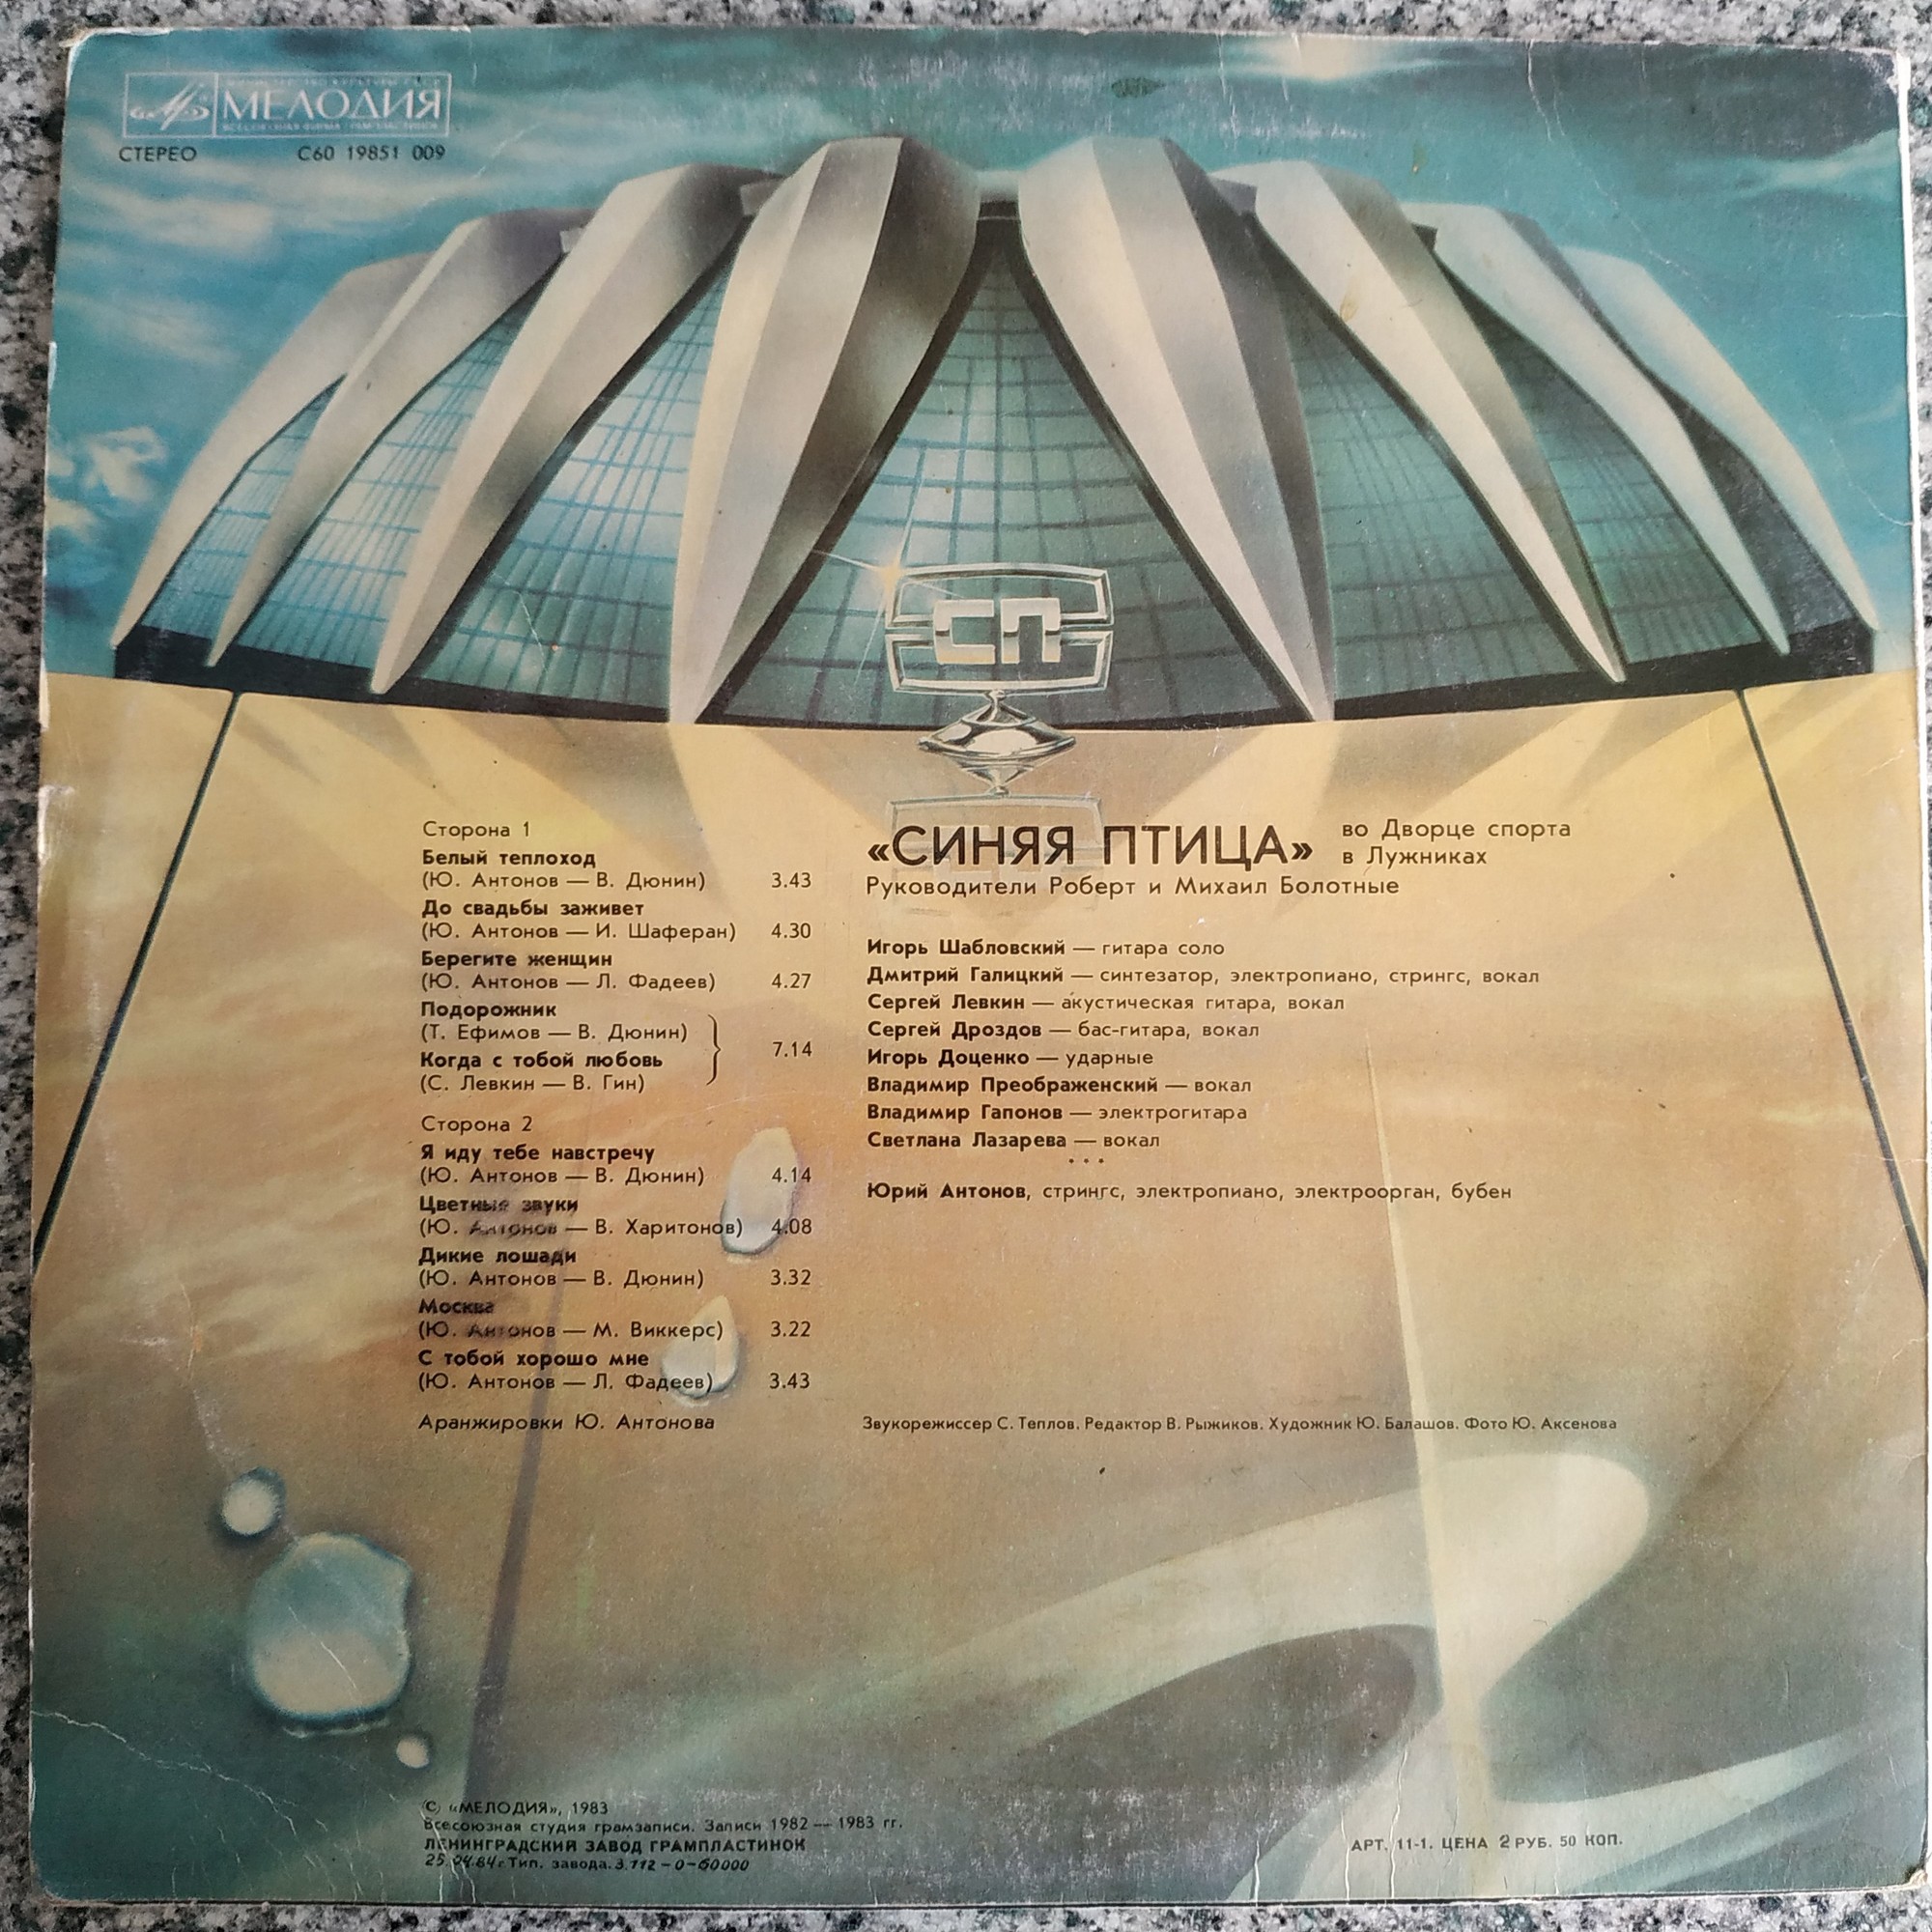 МИНИСТЕРСТВО КУЛЬТУРЫ СССР
МЕЛОДИЯ
ВСЕСОЮЗНАЯ ФИРМА ГРАМПЛАСТИНОК
СТЕРЕО С60 19851 009
СП
Сторона 1
Белый теплоход
(Ю. Антонов — В. Дюнин) 3.43
До свадьбы заживет
(Ю. Антонов — И. Шаферан) 4.30
Берегите женщин
(Ю. Антонов — Л. Фадеев) 4.27
Подорожник
(Т. Ефимов — В. Дюнин)
7.14
Когда с тобой любовь
(С. Левкин — В. Гин)
Сторона 2
Я иду тебе навстречу
(Ю. Антонов — В. Дюнин) 4.14
Цветные звуки
(Ю. Антонов — В. Харитонов) 4.08
Дикие лошади
(Ю. Антонов — В. Дюнин) 3.32
Москва
(Ю. Антонов — М. Виккерс) 3.22
С тобой хорошо мне
(Ю. Антонов — Л. Фадеев) 3.43
Аранжировки Ю. Антонова
«СИНЯЯ ПТИЦА» во Дворце спорта
в Лужниках
Руководители Роберт и Михаил Болотные
Игорь Шабловский — гитара соло
Дмитрий Галицкий — синтезатор, электропиано, стрингс, вокал
Сергей Левкин — акустическая гитара, вокал
Сергей Дроздов — бас-гитара, вокал
Игорь Доценко — ударные
Владимир Преображенский — вокал
Владимир Гапонов — электрогитара
Светлана Лазарева — вокал
• • •
Юрий Антонов, стрингс, электропиано, электроорган, бубен
Звукорежиссер С. Теплов. Редактор В. Рыжиков. Художник Ю. Балашов. Фото Ю. Аксенова
© «МЕЛОДИЯ», 1983
Всесоюзная студия грамзаписи. Записи 1982 — 1983 гг.
ЛЕНИНГРАДСКИЙ ЗАВОД ГРАМПЛАСТИНОК
25.04.84г. Тип. завода. З.112-0-60000
АРТ. 11-1. ЦЕНА 2 РУБ. 50 КОП.